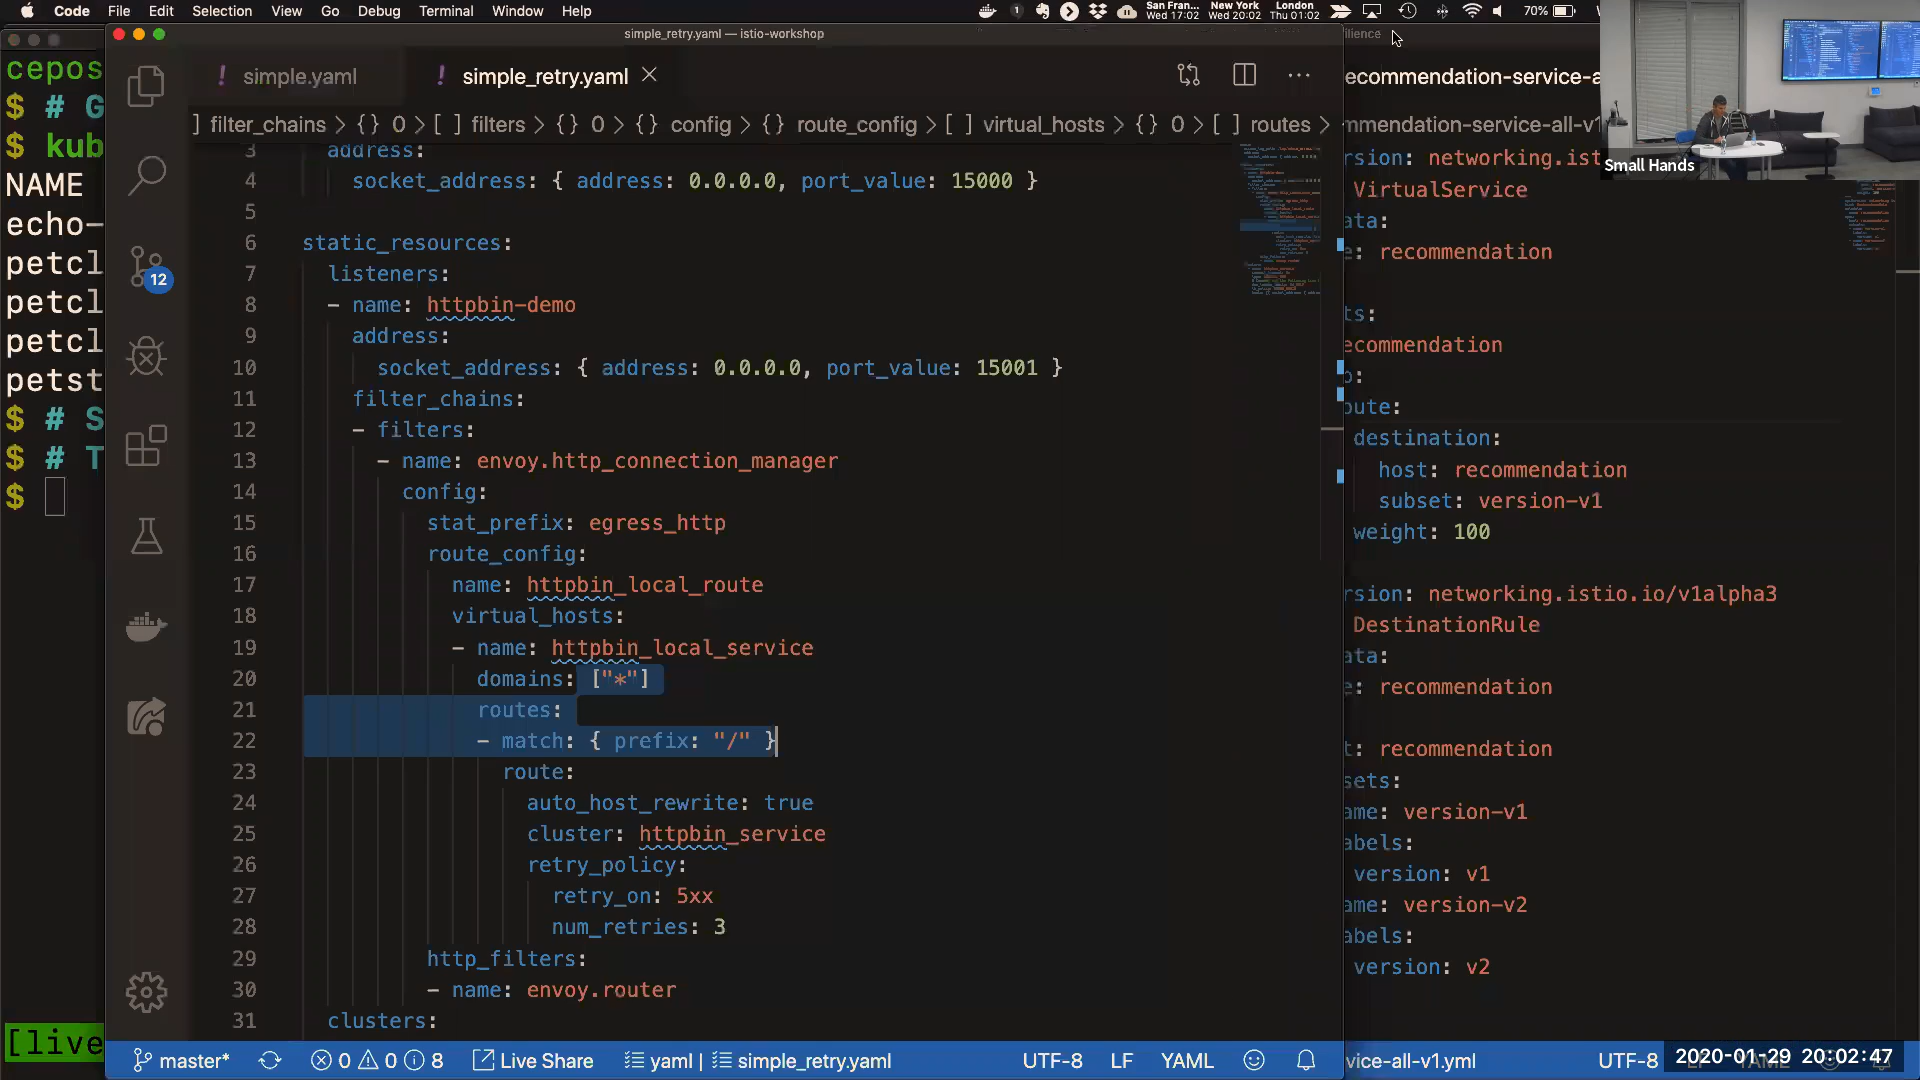 Code File Edit Selection View Go Debug Terminal Window Help
1
San Fran...
Wed 17:02
New York
Wed 20:02
London
Thu 01:02
70%
simple_retry.yaml — istio-workshop
ilience
simple.yaml
simple_retry.yaml
ecommendation-service-a
] filter_chains > {} 0 > [ ] filters > {} 0 > {} config > {} route_config > [ ] virtual_hosts > {} 0 > [ ] routes >
mmendation-service-all-v1
Small Hands
cepos
$ # G
$ kub
NAME
echo-
petcl
petcl
petcl
petst
$ # S
$ # T
$
[live
12
3 address:
4 socket_address: { address: 0.0.0.0, port_value: 15000 }
5
6 static_resources:
7 listeners:
8 - name: httpbin-demo
9 address:
10 socket_address: { address: 0.0.0.0, port_value: 15001 }
11 filter_chains:
12 - filters:
13 - name: envoy.http_connection_manager
14 config:
15 stat_prefix: egress_http
16 route_config:
17 name: httpbin_local_route
18 virtual_hosts:
19 - name: httpbin_local_service
20 domains: ["*"]
21 routes:
22 - match: { prefix: "/" }
23 route:
24 auto_host_rewrite: true
25 cluster: httpbin_service
26 retry_policy:
27 retry_on: 5xx
28 num_retries: 3
29 http_filters:
30 - name: envoy.router
31 clusters:
rsion: networking.ist
VirtualService
ata:
e: recommendation
ts:
ecommendation
p:
oute:
destination:
host: recommendation
subset: version-v1
weight: 100
rsion: networking.istio.io/v1alpha3
DestinationRule
ata:
e: recommendation
t: recommendation
sets:
ame: version-v1
abels:
version: v1
ame: version-v2
abels:
version: v2
master* 0 0 8 Live Share yaml | simple_retry.yaml UTF-8 LF YAML
vice-all-v1.yml UTF-8
2020-01-29 20:02:47